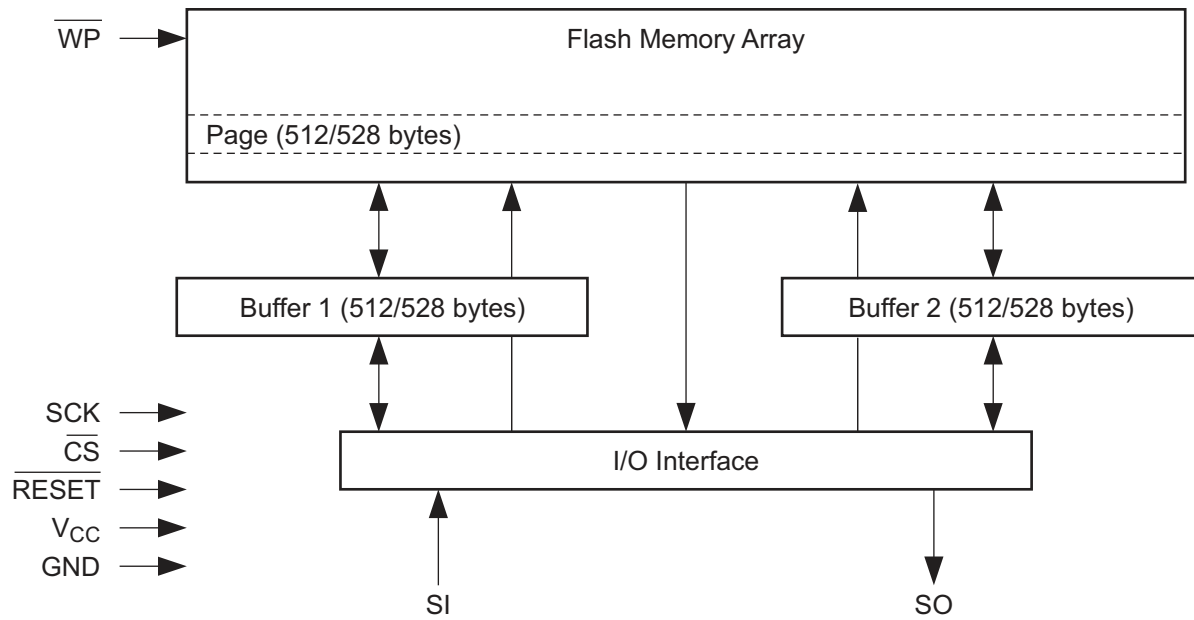 WP
Flash Memory Array
Page (512/528 bytes)
Buffer 1 (512/528 bytes)
Buffer 2 (512/528 bytes)
SCK
CS
RESET
VCC
GND
I/O Interface
SI
SO